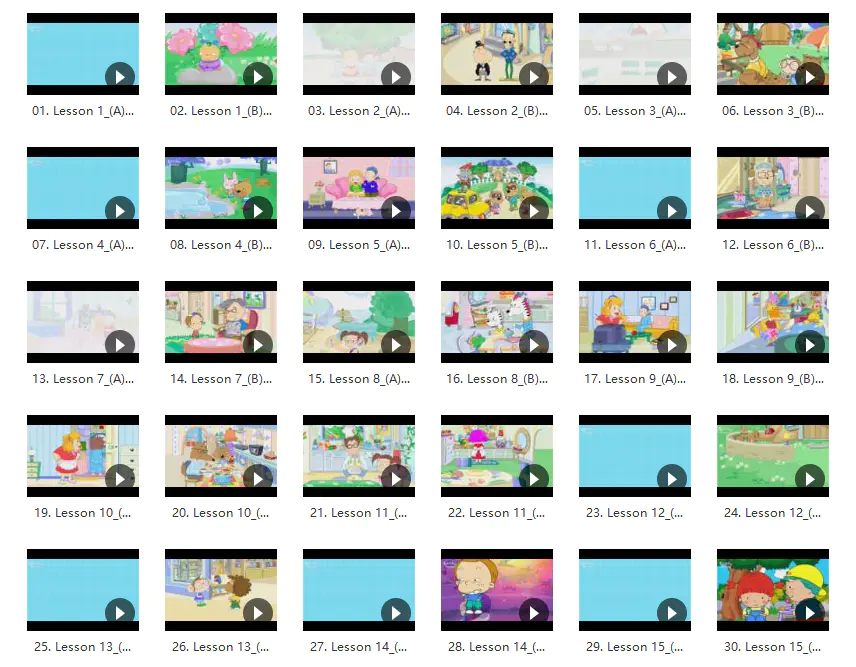 01. Lesson 1_(A)...
02. Lesson 1_(B)...
03. Lesson 2_(A)...
04. Lesson 2_(B)...
05. Lesson 3_(A)...
06. Lesson 3_(B)...
07. Lesson 4_(A)...
08. Lesson 4_(B)...
09. Lesson 5_(A)...
10. Lesson 5_(B)...
11. Lesson 6_(A)...
12. Lesson 6_(B)...
13. Lesson 7_(A)...
14. Lesson 7_(B)...
15. Lesson 8_(A)...
16. Lesson 8_(B)...
17. Lesson 9_(A)...
18. Lesson 9_(B)...
19. Lesson 10_(...
20. Lesson 10_(...
21. Lesson 11_(...
22. Lesson 11_(...
23. Lesson 12_(...
24. Lesson 12_(...
25. Lesson 13_(...
26. Lesson 13_(...
27. Lesson 14_(...
28. Lesson 14_(...
29. Lesson 15_(...
30. Lesson 15_(...